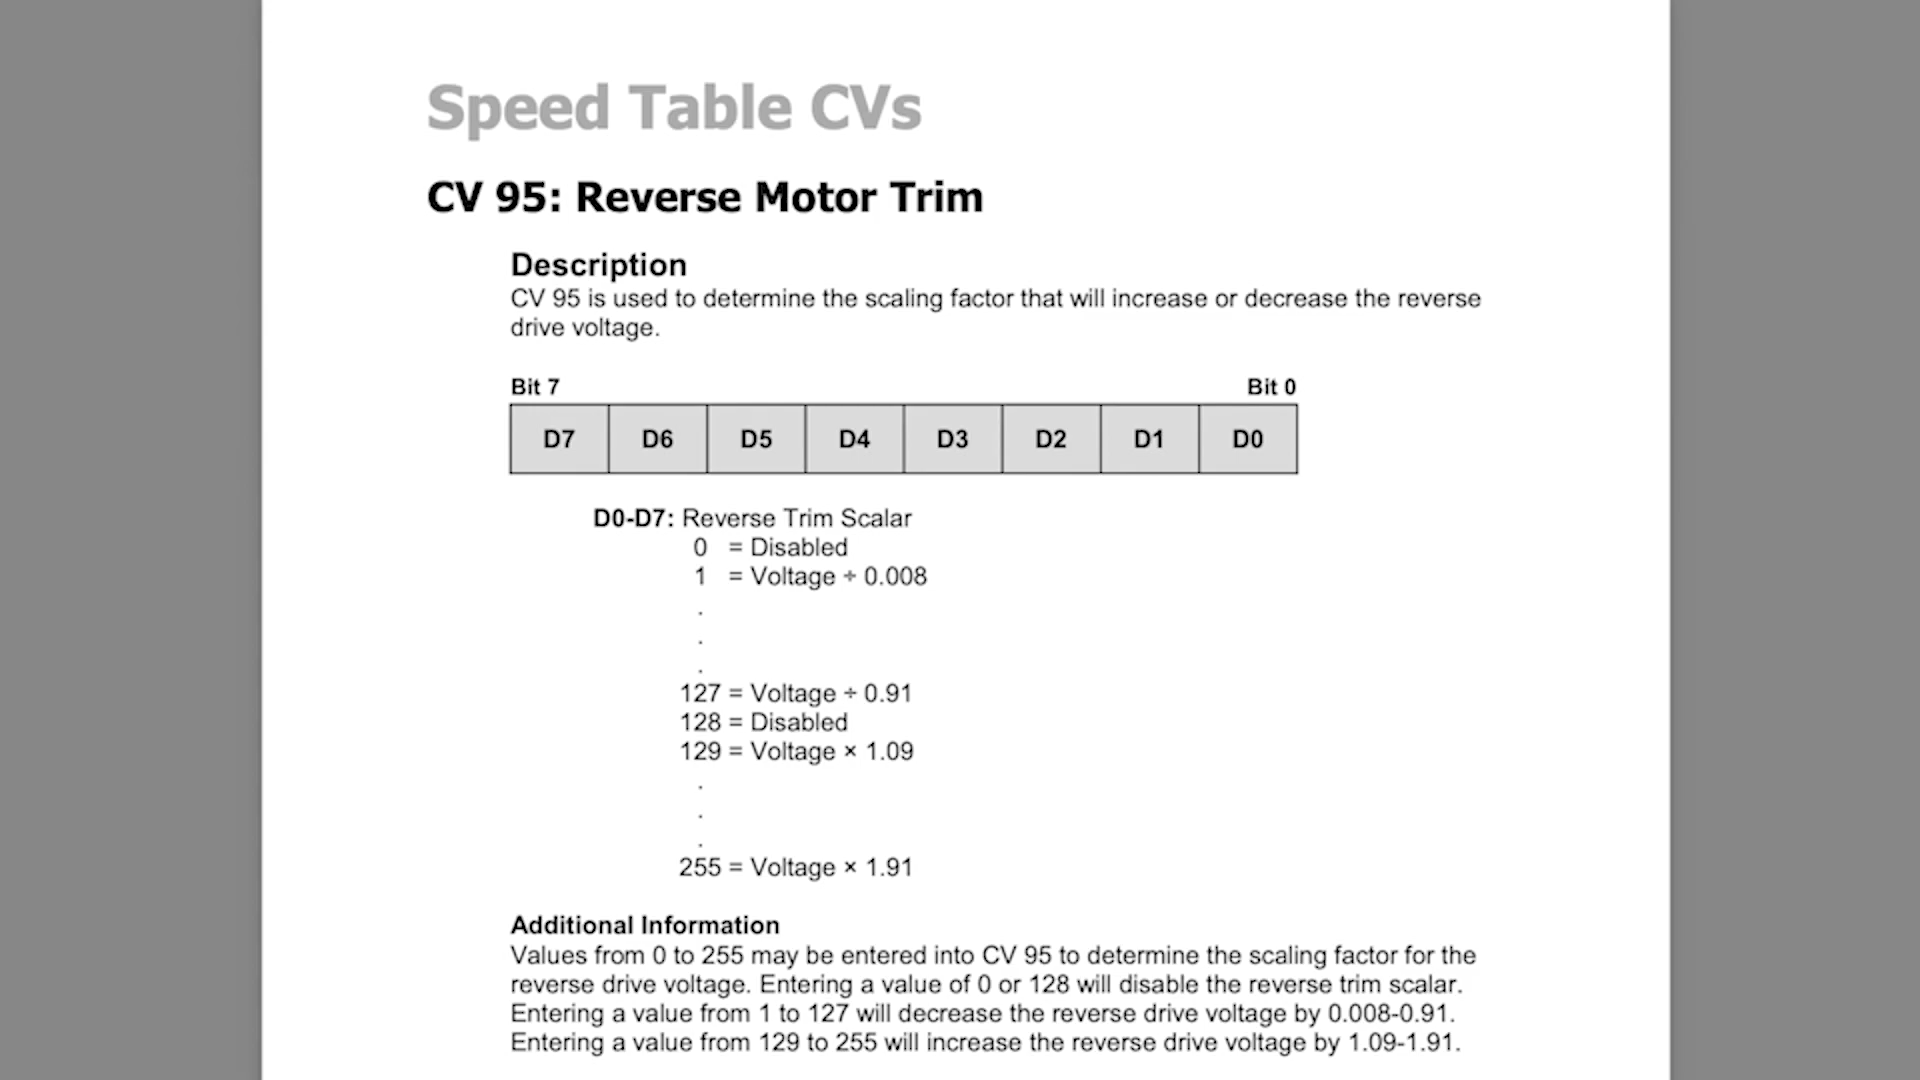 Speed Table CVs
CV 95: Reverse Motor Trim
Description
CV 95 is used to determine the scaling factor that will increase or decrease the reverse
drive voltage.
Bit 7 Bit 0
D7 D6 D5 D4 D3 D2 D1 D0
D0-D7: Reverse Trim Scalar
0 = Disabled
1 = Voltage ÷ 0.008
.
.
.
127 = Voltage ÷ 0.91
128 = Disabled
129 = Voltage × 1.09
.
.
.
255 = Voltage × 1.91
Additional Information
Values from 0 to 255 may be entered into CV 95 to determine the scaling factor for the
reverse drive voltage. Entering a value of 0 or 128 will disable the reverse trim scalar.
Entering a value from 1 to 127 will decrease the reverse drive voltage by 0.008-0.91.
Entering a value from 129 to 255 will increase the reverse drive voltage by 1.09-1.91.